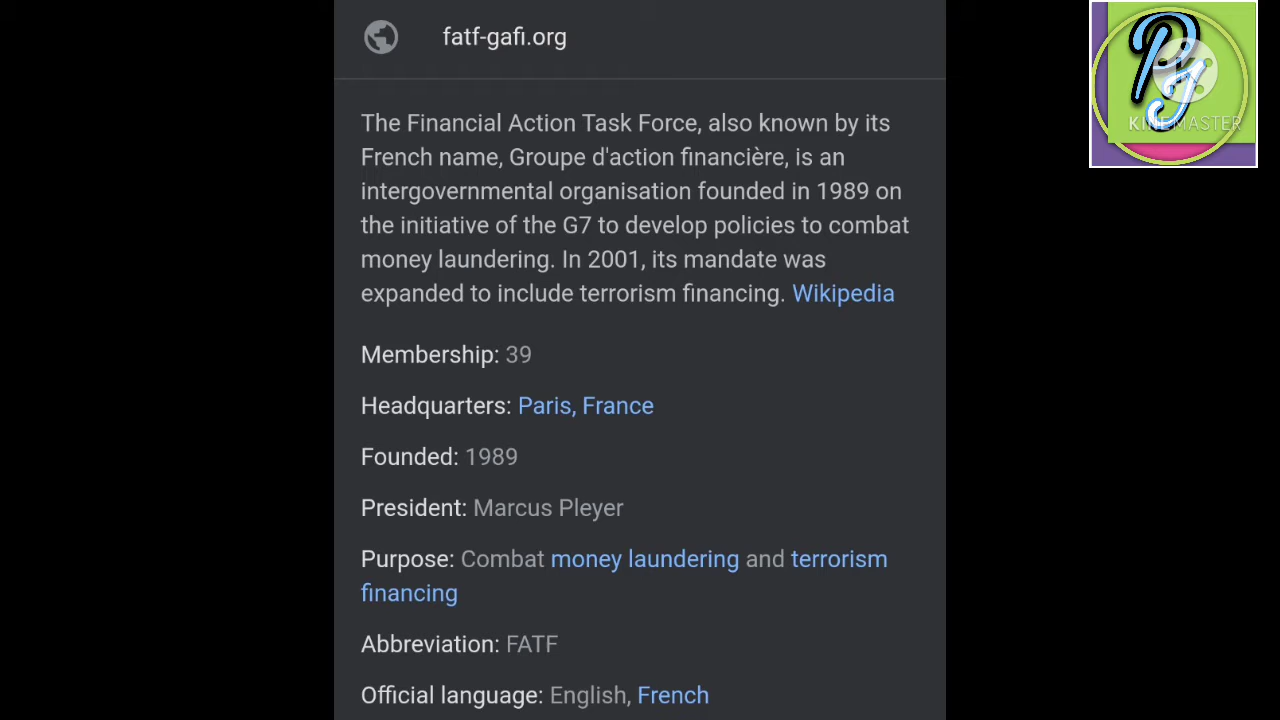 fatf-gafi.org
The Financial Action Task Force, also known by its
French name, Groupe d'action financière, is an
intergovernmental organisation founded in 1989 on
the initiative of the G7 to develop policies to combat
money laundering. In 2001, its mandate was
expanded to include terrorism financing. Wikipedia
Membership: 39
Headquarters: Paris, France
Founded: 1989
President: Marcus Pleyer
Purpose: Combat money laundering and terrorism
financing
Abbreviation: FATF
Official language: English, French
KINEMASTER